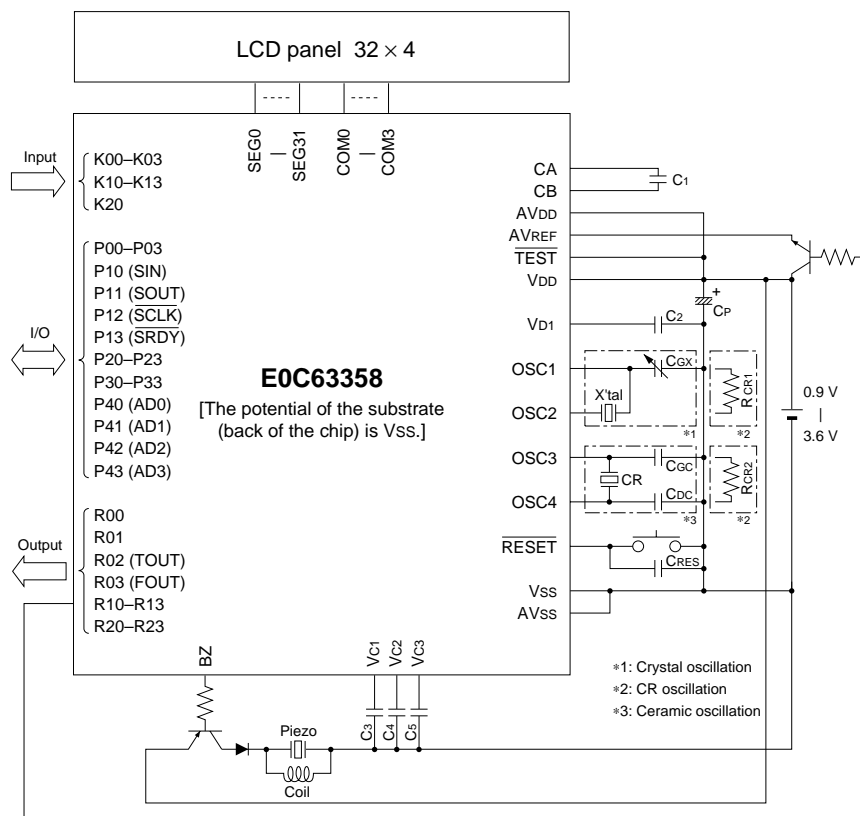 LCD panel 32 × 4
SEG0
SEG31
COM0
COM3
Input
K00–K03
K10–K13
K20
I/O
P00–P03
P10 (SIN)
P11 (SOUT)
P12 (SCLK)
P13 (SRDY)
P20–P23
P30–P33
P40 (AD0)
P41 (AD1)
P42 (AD2)
P43 (AD3)
Output
R00
R01
R02 (TOUT)
R03 (FOUT)
R10–R13
R20–R23
E0C63358
[The potential of the substrate
(back of the chip) is VSS.]
CA
CB
C1
AVDD
AVREF
TEST
VDD
+
CP
VD1
C2
OSC1
CGX
X'tal
OSC2
*1
RCR1
*2
OSC3
CGC
CR
OSC4
CDC
*3
RCR2
*2
RESET
CRES
VSS
AVSS
0.9 V
|
3.6 V
BZ
VC1
VC2
VC3
C3
C4
C5
Piezo
Coil
*1: Crystal oscillation
*2: CR oscillation
*3: Ceramic oscillation